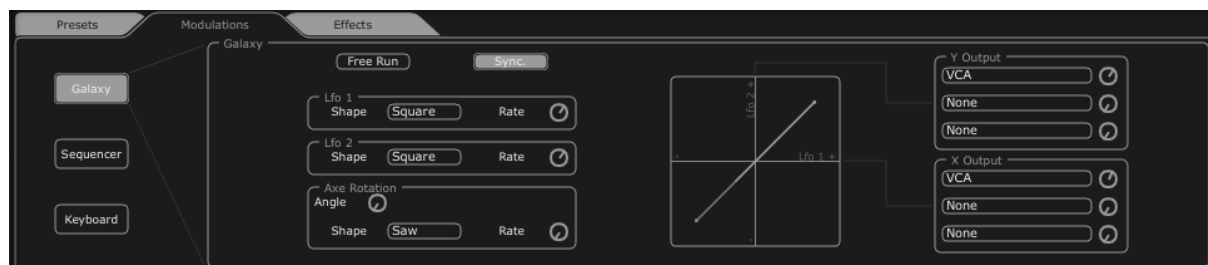 Presets
Modulations
Effects
Galaxy
Sequencer
Keyboard
Galaxy
Free Run
Sync.
Lfo 1
Shape Square Rate
Lfo 2
Shape Square Rate
Axe Rotation
Angle
Shape Saw Rate
Lfo 2 +
Lfo 1 +
-
-
Y Output
VCA
None
None
X Output
VCA
None
None